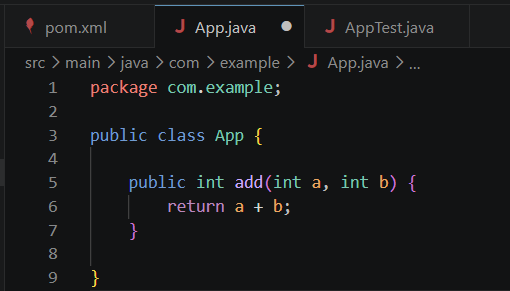 pom.xml
J App.java
J AppTest.java
src > main > java > com > example > J App.java > ...
1 package com.example;
2
3 public class App {
4
5     public int add(int a, int b) {
6         return a + b;
7     }
8
9 }